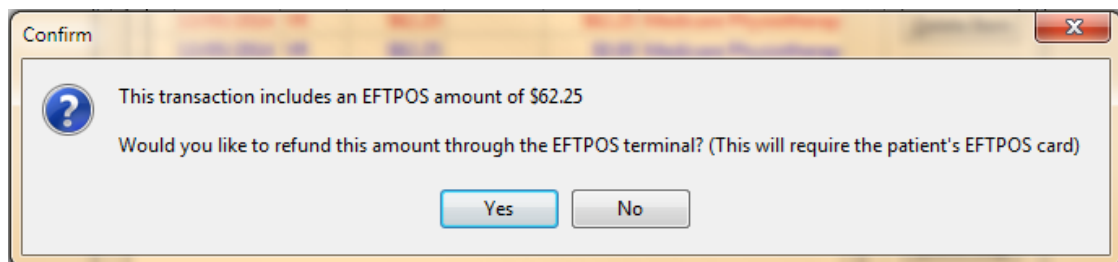 Confirm
This transaction includes an EFTPOS amount of $62.25
Would you like to refund this amount through the EFTPOS terminal? (This will require the patient's EFTPOS card)
Yes
No